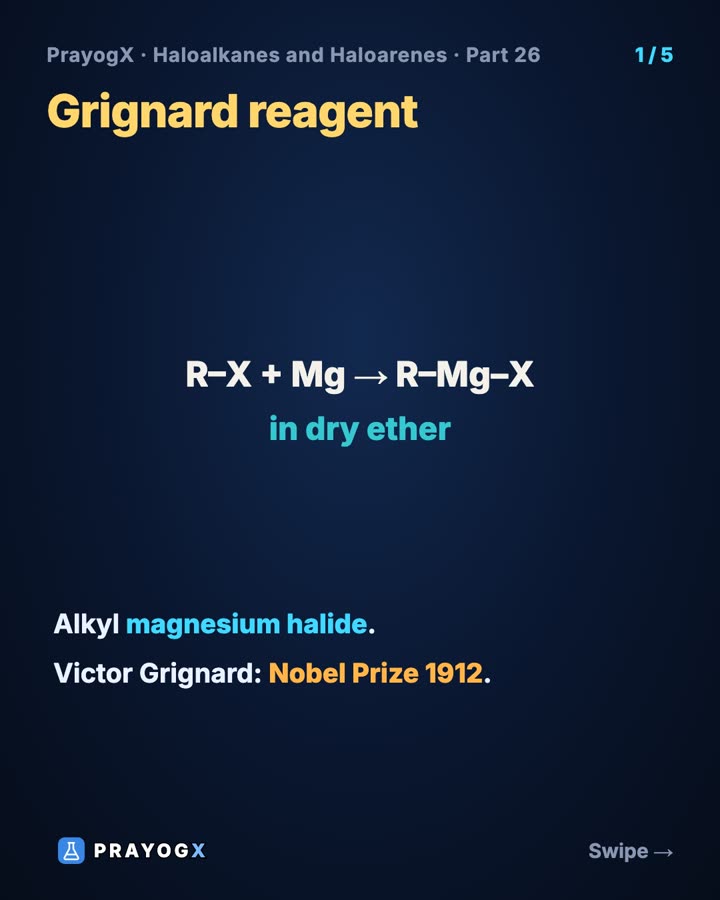 PrayogX · Haloalkanes and Haloarenes · Part 26
1 / 5
Grignard reagent
R–X + Mg → R–Mg–X
in dry ether
Alkyl magnesium halide.
Victor Grignard: Nobel Prize 1912.
PRAYOGX
Swipe →